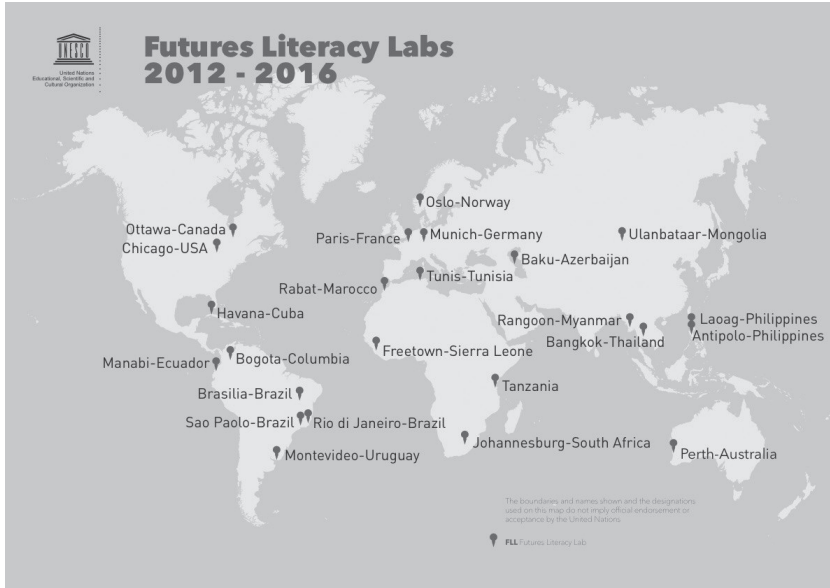 UNESCO
United Nations
Educational, Scientific and
Cultural Organization
Futures Literacy Labs
2012 - 2016
Oslo-Norway
Ottawa-Canada
Chicago-USA
Paris-France
Munich-Germany
Ulanbataar-Mongolia
Baku-Azerbaijan
Tunis-Tunisia
Rabat-Marocco
Havana-Cuba
Rangoon-Myanmar
Laoag-Philippines
Antipolo-Philippines
Bangkok-Thailand
Freetown-Sierra Leone
Manabi-Ecuador
Bogota-Columbia
Tanzania
Brasilia-Brazil
Sao Paolo-Brazil
Rio di Janeiro-Brazil
Johannesburg-South Africa
Perth-Australia
Montevideo-Uruguay
The boundaries and names shown and the designations
used on this map do not imply official endorsement or
acceptance by the United Nations.
FLL Futures Literacy Lab